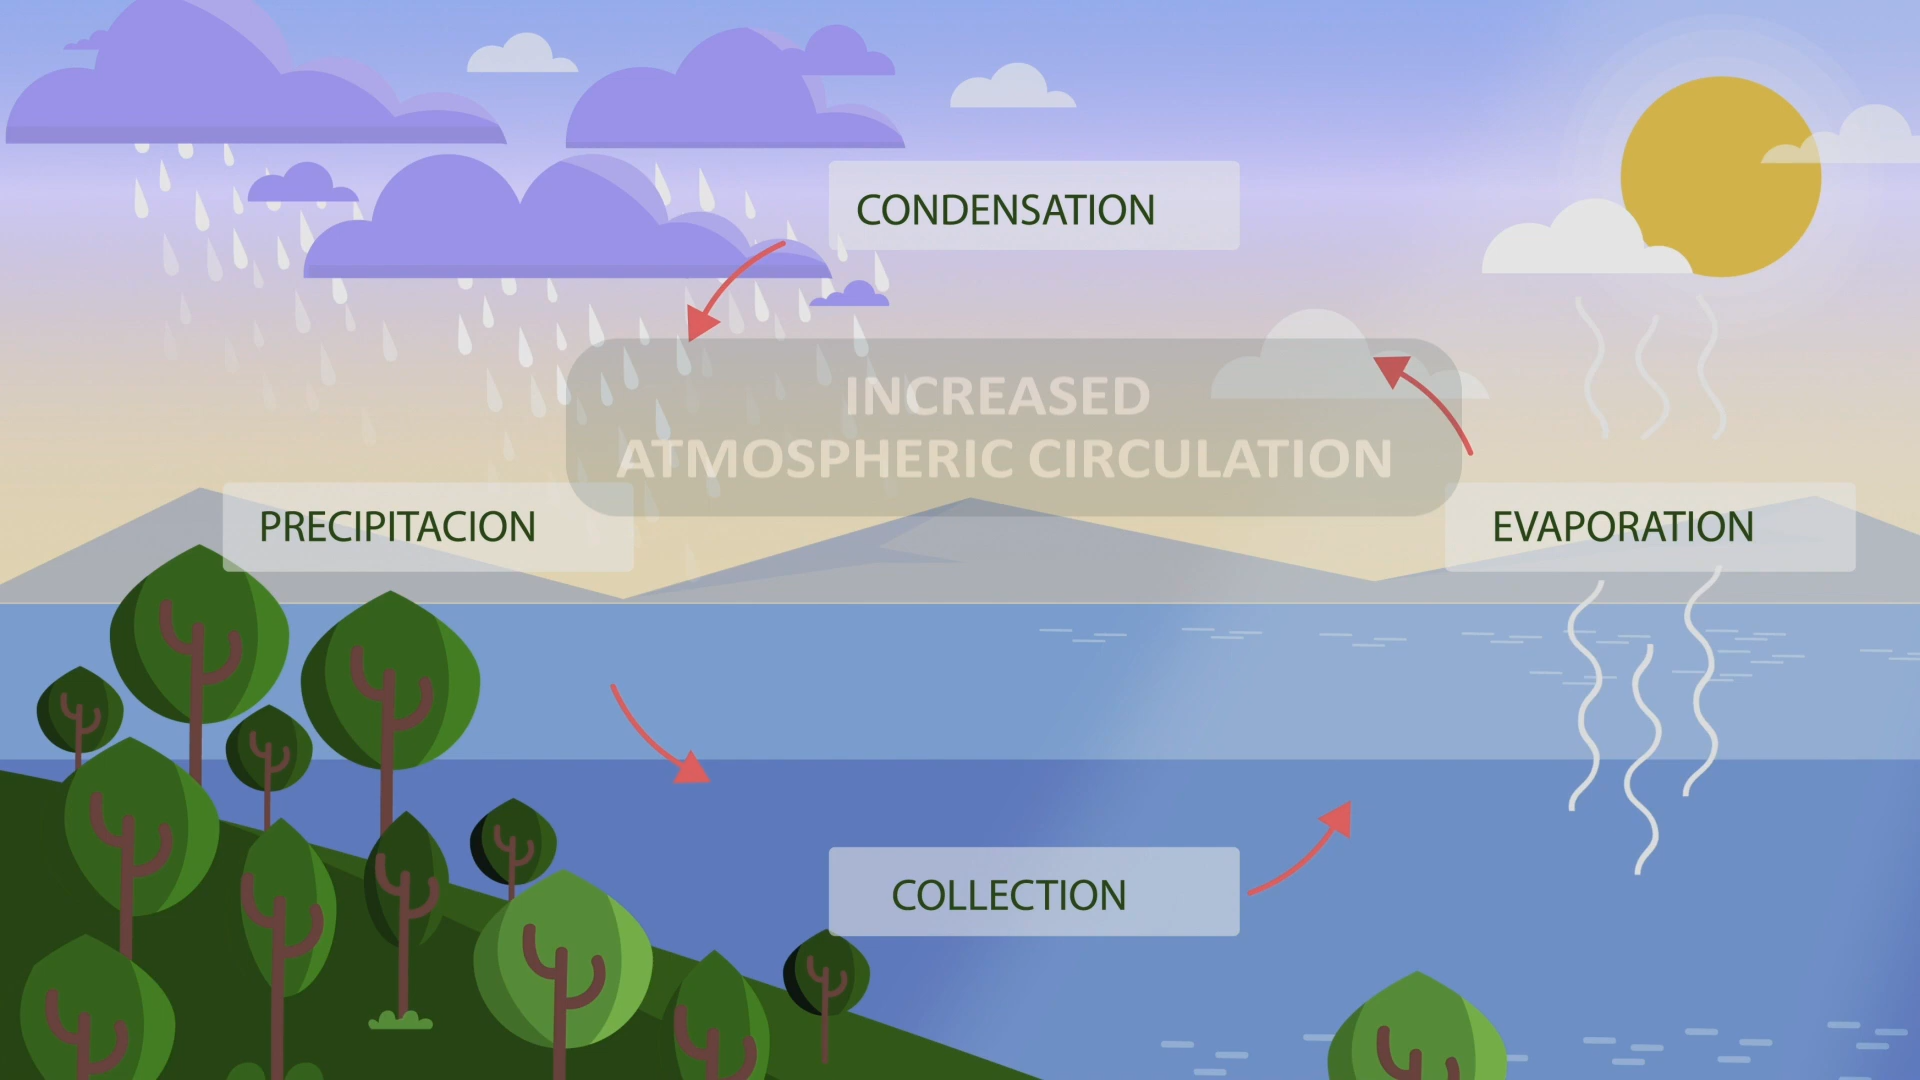 CONDENSATION
INCREASED
ATMOSPHERIC CIRCULATION
PRECIPITACION
EVAPORATION
COLLECTION